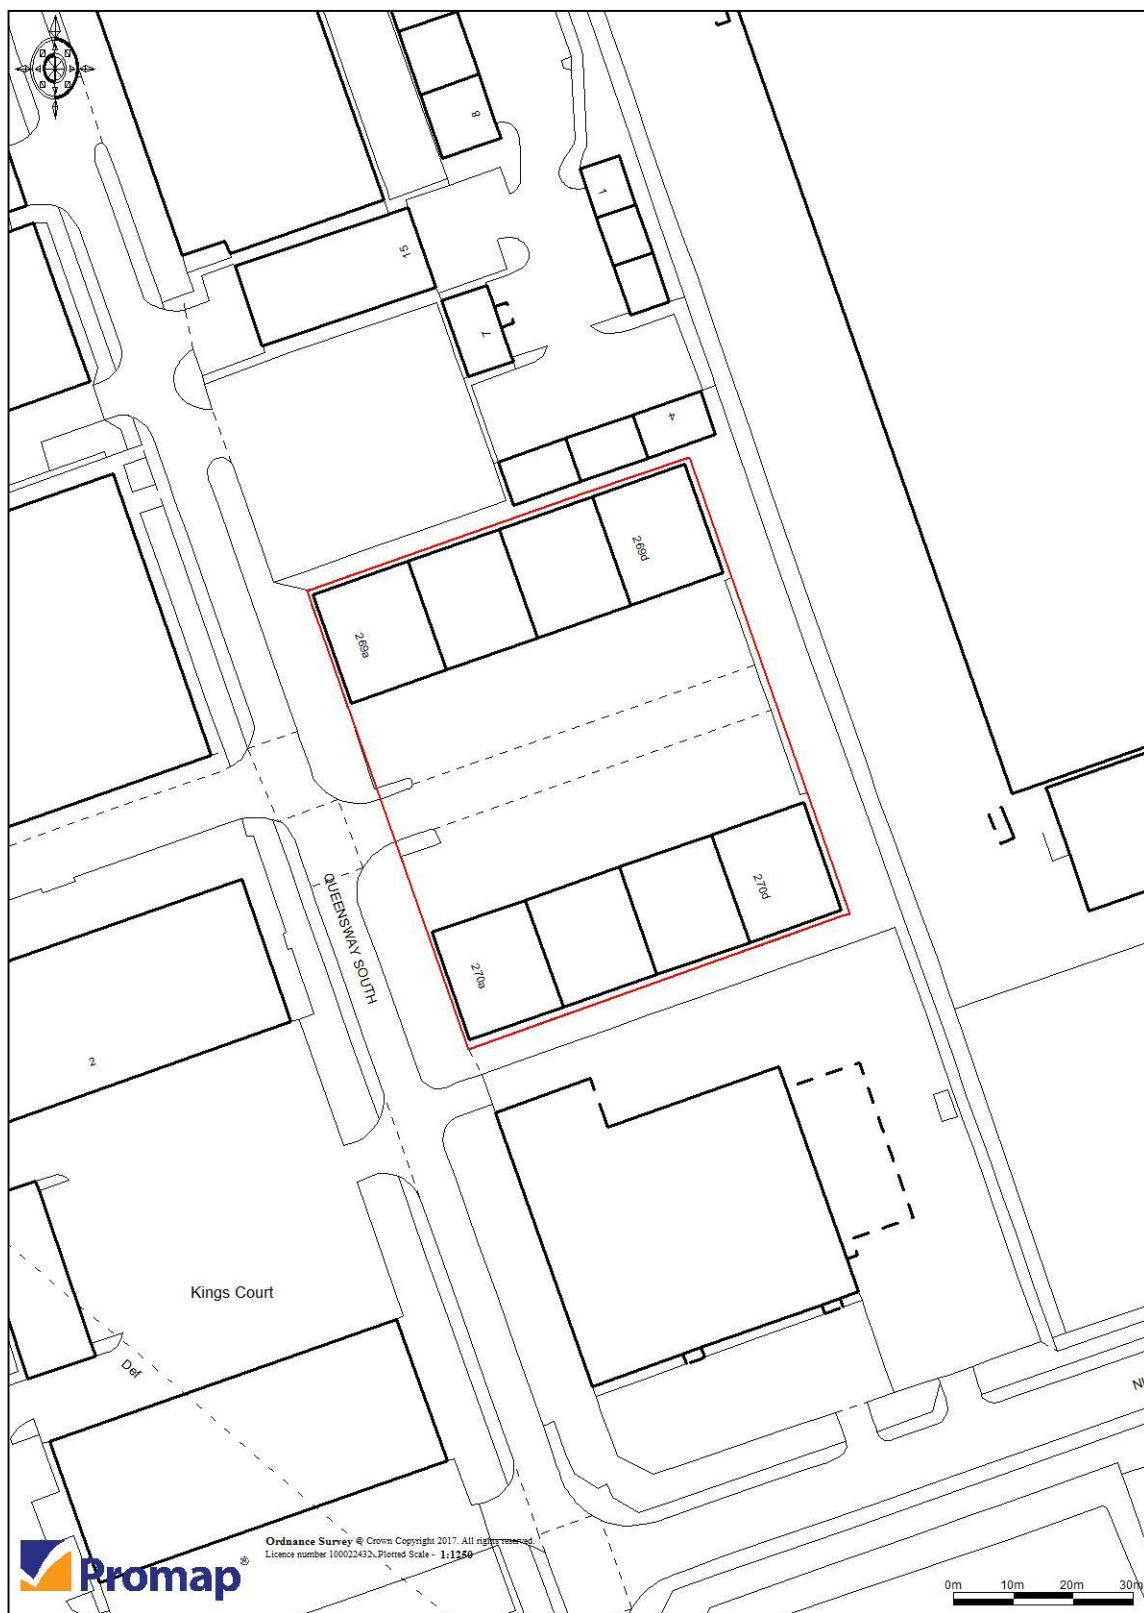 8
1
15
7
4
269d
269a
270d
QUEENSWAY SOUTH
270a
2
Kings Court
Def
Promap®
Ordnance Survey © Crown Copyright 2017. All rights reserved.
Licence number 100022432. Plotted Scale - 1:1250
0m 10m 20m 30m